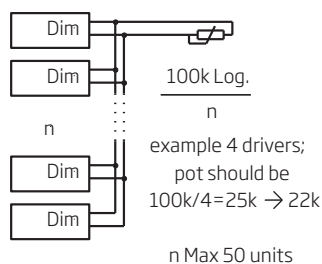 Dim
Dim
100k Log.
n
n
example 4 drivers;
pot should be
100k/4=25k → 22k
Dim
Dim
n Max 50 units